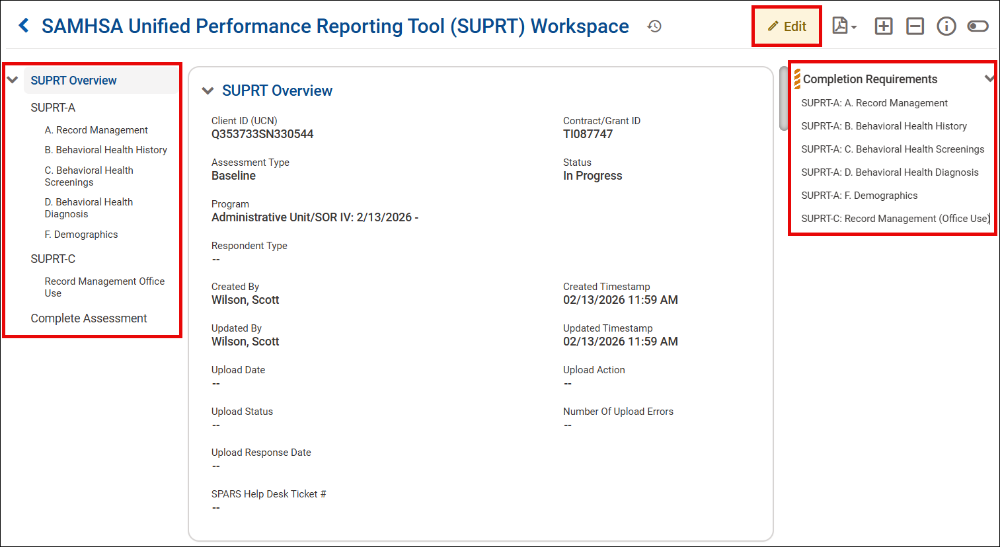 SAMHSA Unified Performance Reporting Tool (SUPRT) Workspace
Edit
SUPRT Overview
SUPRT-A
A. Record Management
B. Behavioral Health History
C. Behavioral Health
Screenings
D. Behavioral Health
Diagnosis
F. Demographics
SUPRT-C
Record Management Office
Use
Complete Assessment
SUPRT Overview
Client ID (UCN)
Q353733SN330544
Contract/Grant ID
TI087747
Assessment Type
Baseline
Status
In Progress
Program
Administrative Unit/SOR IV: 2/13/2026 -
Respondent Type
--
Created By
Wilson, Scott
Created Timestamp
02/13/2026 11:59 AM
Updated By
Wilson, Scott
Updated Timestamp
02/13/2026 11:59 AM
Upload Date
--
Upload Action
--
Upload Status
--
Number Of Upload Errors
--
Upload Response Date
--
SPARS Help Desk Ticket #
--
Completion Requirements
SUPRT-A: A. Record Management
SUPRT-A: B. Behavioral Health History
SUPRT-A: C. Behavioral Health Screenings
SUPRT-A: D. Behavioral Health Diagnosis
SUPRT-A: F. Demographics
SUPRT-C: Record Management (Office Use)